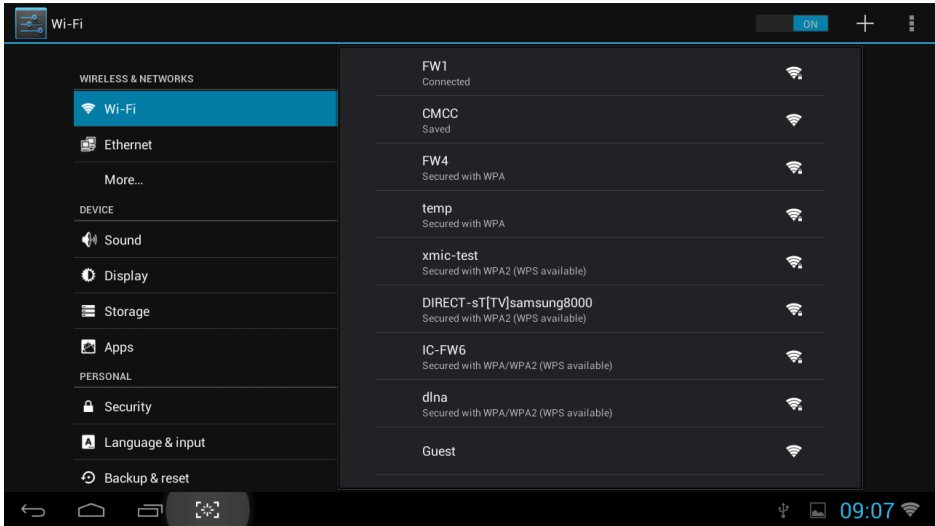 Wi-Fi
ON
WIRELESS & NETWORKS
Wi-Fi
Ethernet
More...
DEVICE
Sound
Display
Storage
Apps
PERSONAL
Security
A
Language & input
Backup & reset
FW1
Connected
CMCC
Saved
FW4
Secured with WPA
temp
Secured with WPA
xmic-test
Secured with WPA2 (WPS available)
DIRECT-sT[TV]samsung8000
Secured with WPA2 (WPS available)
IC-FW6
Secured with WPA/WPA2 (WPS available)
dlna
Secured with WPA/WPA2 (WPS available)
Guest
09:07